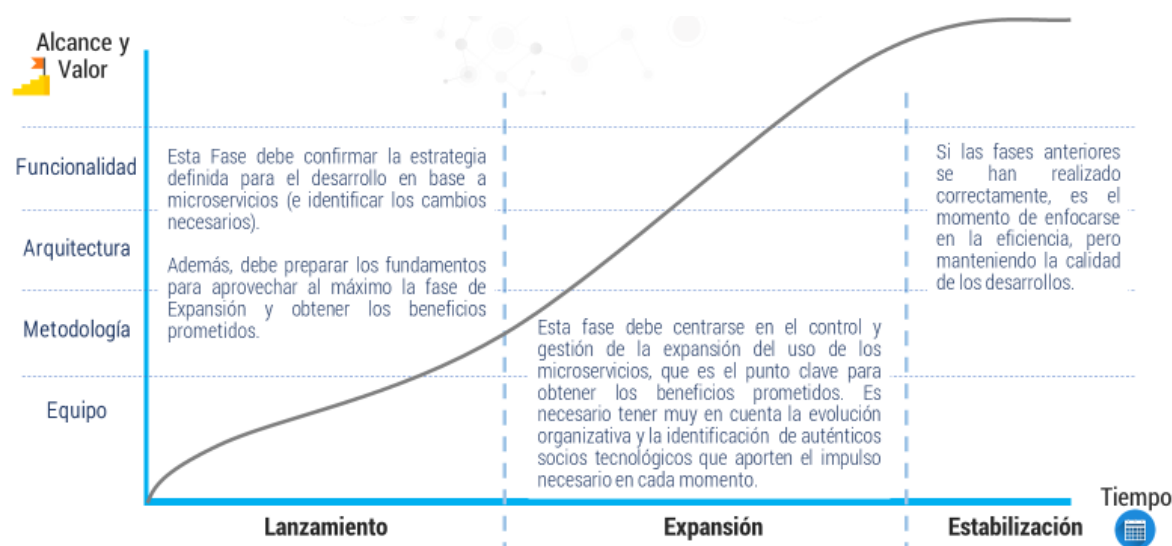 Alcance y
Valor
Funcionalidad
Arquitectura
Metodología
Equipo
Esta Fase debe confirmar la estrategia
definida para el desarrollo en base a
microservicios (e identificar los cambios
necesarios).
Además, debe preparar los fundamentos
para aprovechar al máximo la fase de
Expansión y obtener los beneficios
prometidos.
Esta fase debe centrarse en el control y
gestión de la expansión del uso de los
microservicios, que es el punto clave para
obtener los beneficios prometidos. Es
necesario tener muy en cuenta la evolución
organizativa y la identificación de auténticos
socios tecnológicos que aporten el impulso
necesario en cada momento.
Si las fases anteriores
se han realizado
correctamente, es el
momento de enfocarse
en la eficiencia, pero
manteniendo la calidad
de los desarrollos.
Lanzamiento
Expansión
Estabilización
Tiempo